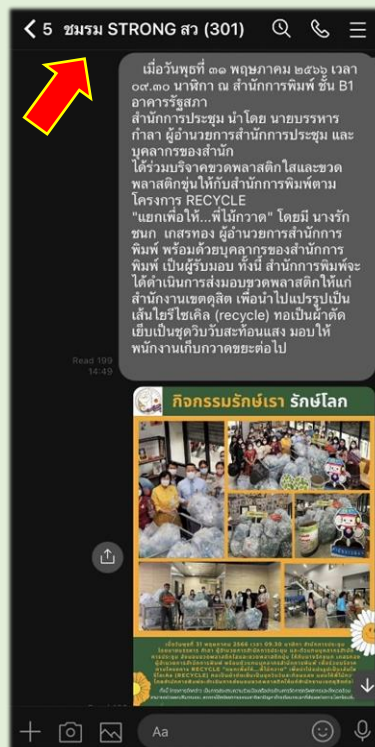 5 ชมรม STRONG สว (301)
เมื่อวันพุธที่ ๓๑ พฤษภาคม ๒๕๖๖ เวลา
๐๙.๓๐ นาฬิกา ณ สำนักการพิมพ์ ชั้น B1
อาคารรัฐสภา
สำนักการประชุม นำโดย นายบรรหาร
กำลา ผู้อำนวยการสำนักการประชุม และ
บุคลากรของสำนัก
ได้ร่วมบริจาคขวดพลาสติกใสและขวด
พลาสติกขุ่นให้กับสำนักการพิมพ์ตาม
โครงการ RECYCLE
"แยกเพื่อให้...พี่ไม้กวาด" โดยมี นางรัก
ชนก เกสรทอง ผู้อำนวยการสำนักการ
พิมพ์ พร้อมด้วยบุคลากรของสำนักการ
พิมพ์ เป็นผู้รับมอบ ทั้งนี้ สำนักการพิมพ์จะ
ได้ดำเนินการส่งมอบขวดพลาสติกให้แก่
สำนักงานเขตดุสิต เพื่อนำไปแปรรูปเป็น
เส้นใยรีไซเคิล (recycle) ทอเป็นผ้าตัด
เย็บเป็นชุดวิบวับสะท้อนแสง มอบให้
พนักงานเก็บกวาดขยะต่อไป
Read 199
14:49
กิจกรรมรักษ์เรา รักษ์โลก
Aa